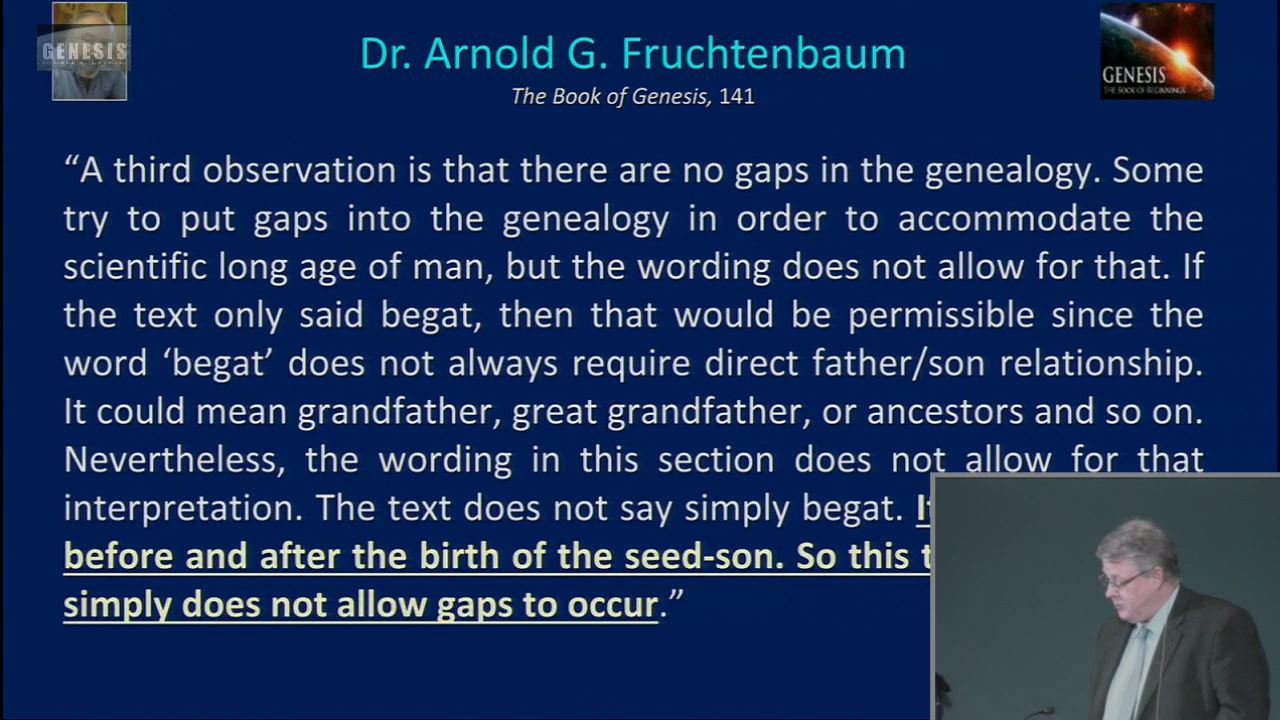 GENESIS
Dr. Arnold G. Fruchtenbaum
The Book of Genesis, 141
GENESIS
THE BOOK OF BEGINNINGS
“A third observation is that there are no gaps in the genealogy. Some
try to put gaps into the genealogy in order to accommodate the
scientific long age of man, but the wording does not allow for that. If
the text only said begat, then that would be permissible since the
word ‘begat’ does not always require direct father/son relationship.
It could mean grandfather, great grandfather, or ancestors and so on.
Nevertheless, the wording in this section does not allow for that
interpretation. The text does not say simply begat.
before and after the birth of the seed-son. So this
simply does not allow gaps to occur.”